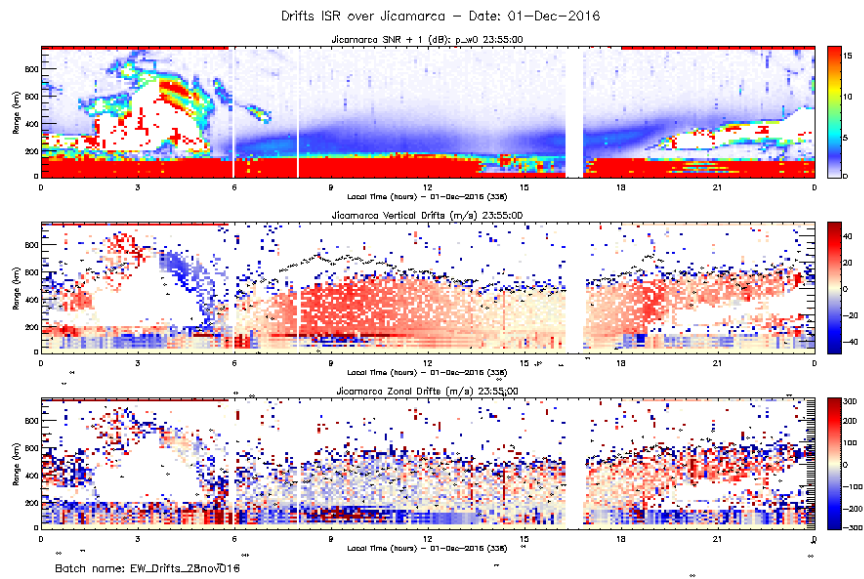 Drifts ISR over Jicamarca - Date: 01-Dec-2016
Jicamarca SNR + 1 (dB): p_w0 23:55:00
Range (km)
800
600
400
200
0
0 3 6 9 12 15 18 21 0
Local Time (hours) - 01-Dec-2016 (336)
15
10
5
0
Jicamarca Vertical Drifts (m/s) 23:55:00
Range (km)
800
600
400
200
0
0 3 6 9 12 15 18 21 0
Local Time (hours) - 01-Dec-2016 (336)
40
20
0
-20
-40
Jicamarca Zonal Drifts (m/s) 23:55:00
Range (km)
800
600
400
200
0
0 3 6 9 12 15 18 21 0
Local Time (hours) - 01-Dec-2016 (336)
300
200
100
0
-100
-200
-300
Batch name: EW_Drifts_28nov016